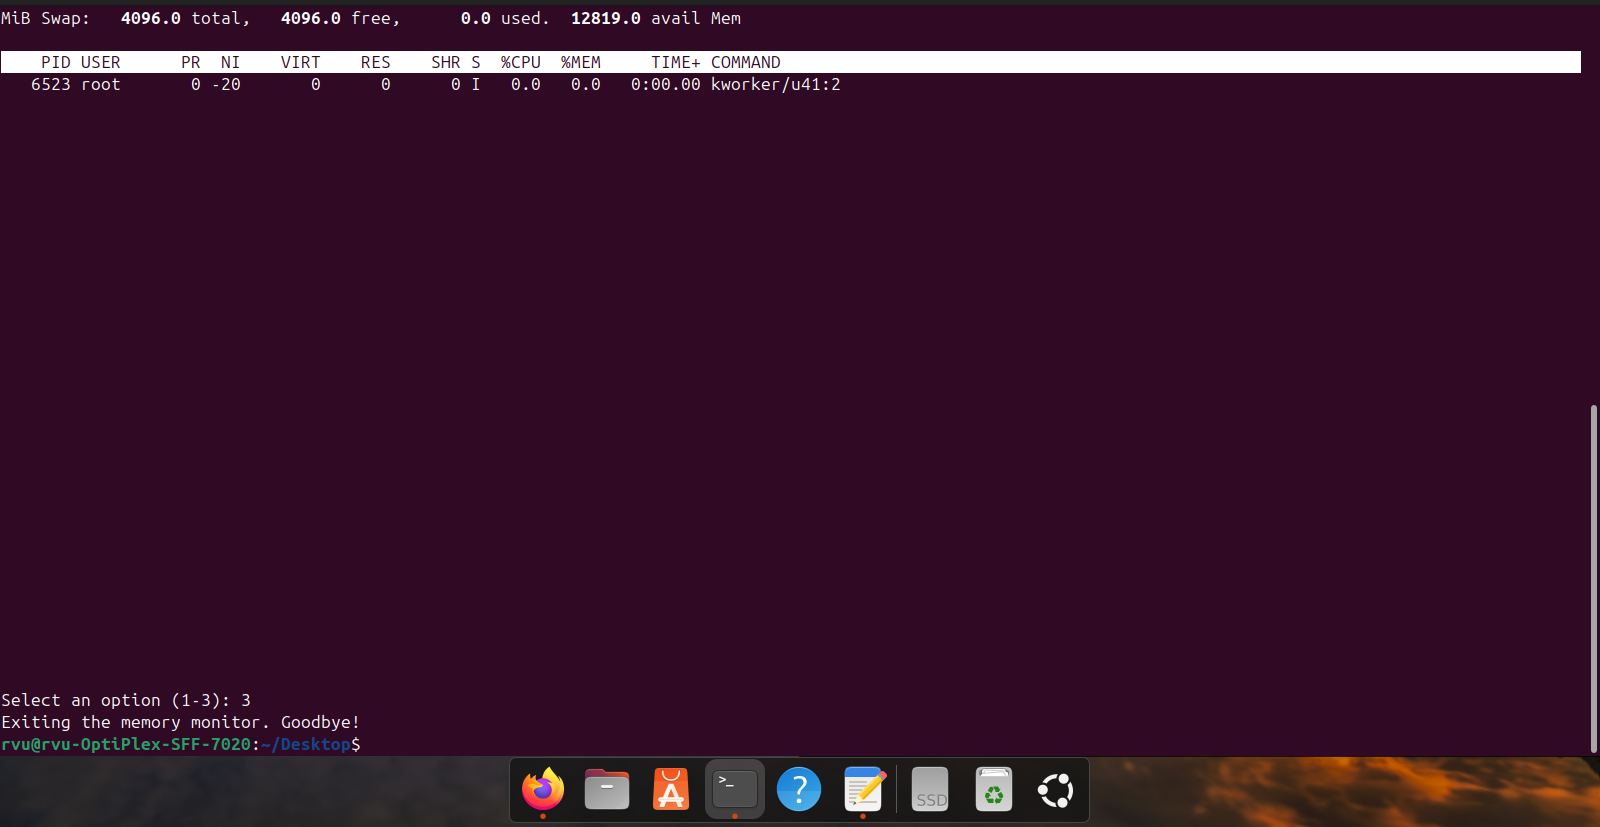 MiB Swap:   4096.0 total,   4096.0 free,      0.0 used.  12819.0 avail Mem
    PID USER      PR  NI    VIRT    RES    SHR S  %CPU  %MEM     TIME+ COMMAND
   6523 root       0 -20       0      0      0 I   0.0   0.0   0:00.00 kworker/u41:2
Select an option (1-3): 3
Exiting the memory monitor. Goodbye!
rvu@rvu-OptiPlex-SFF-7020:~/Desktop$
>_
?
SSD